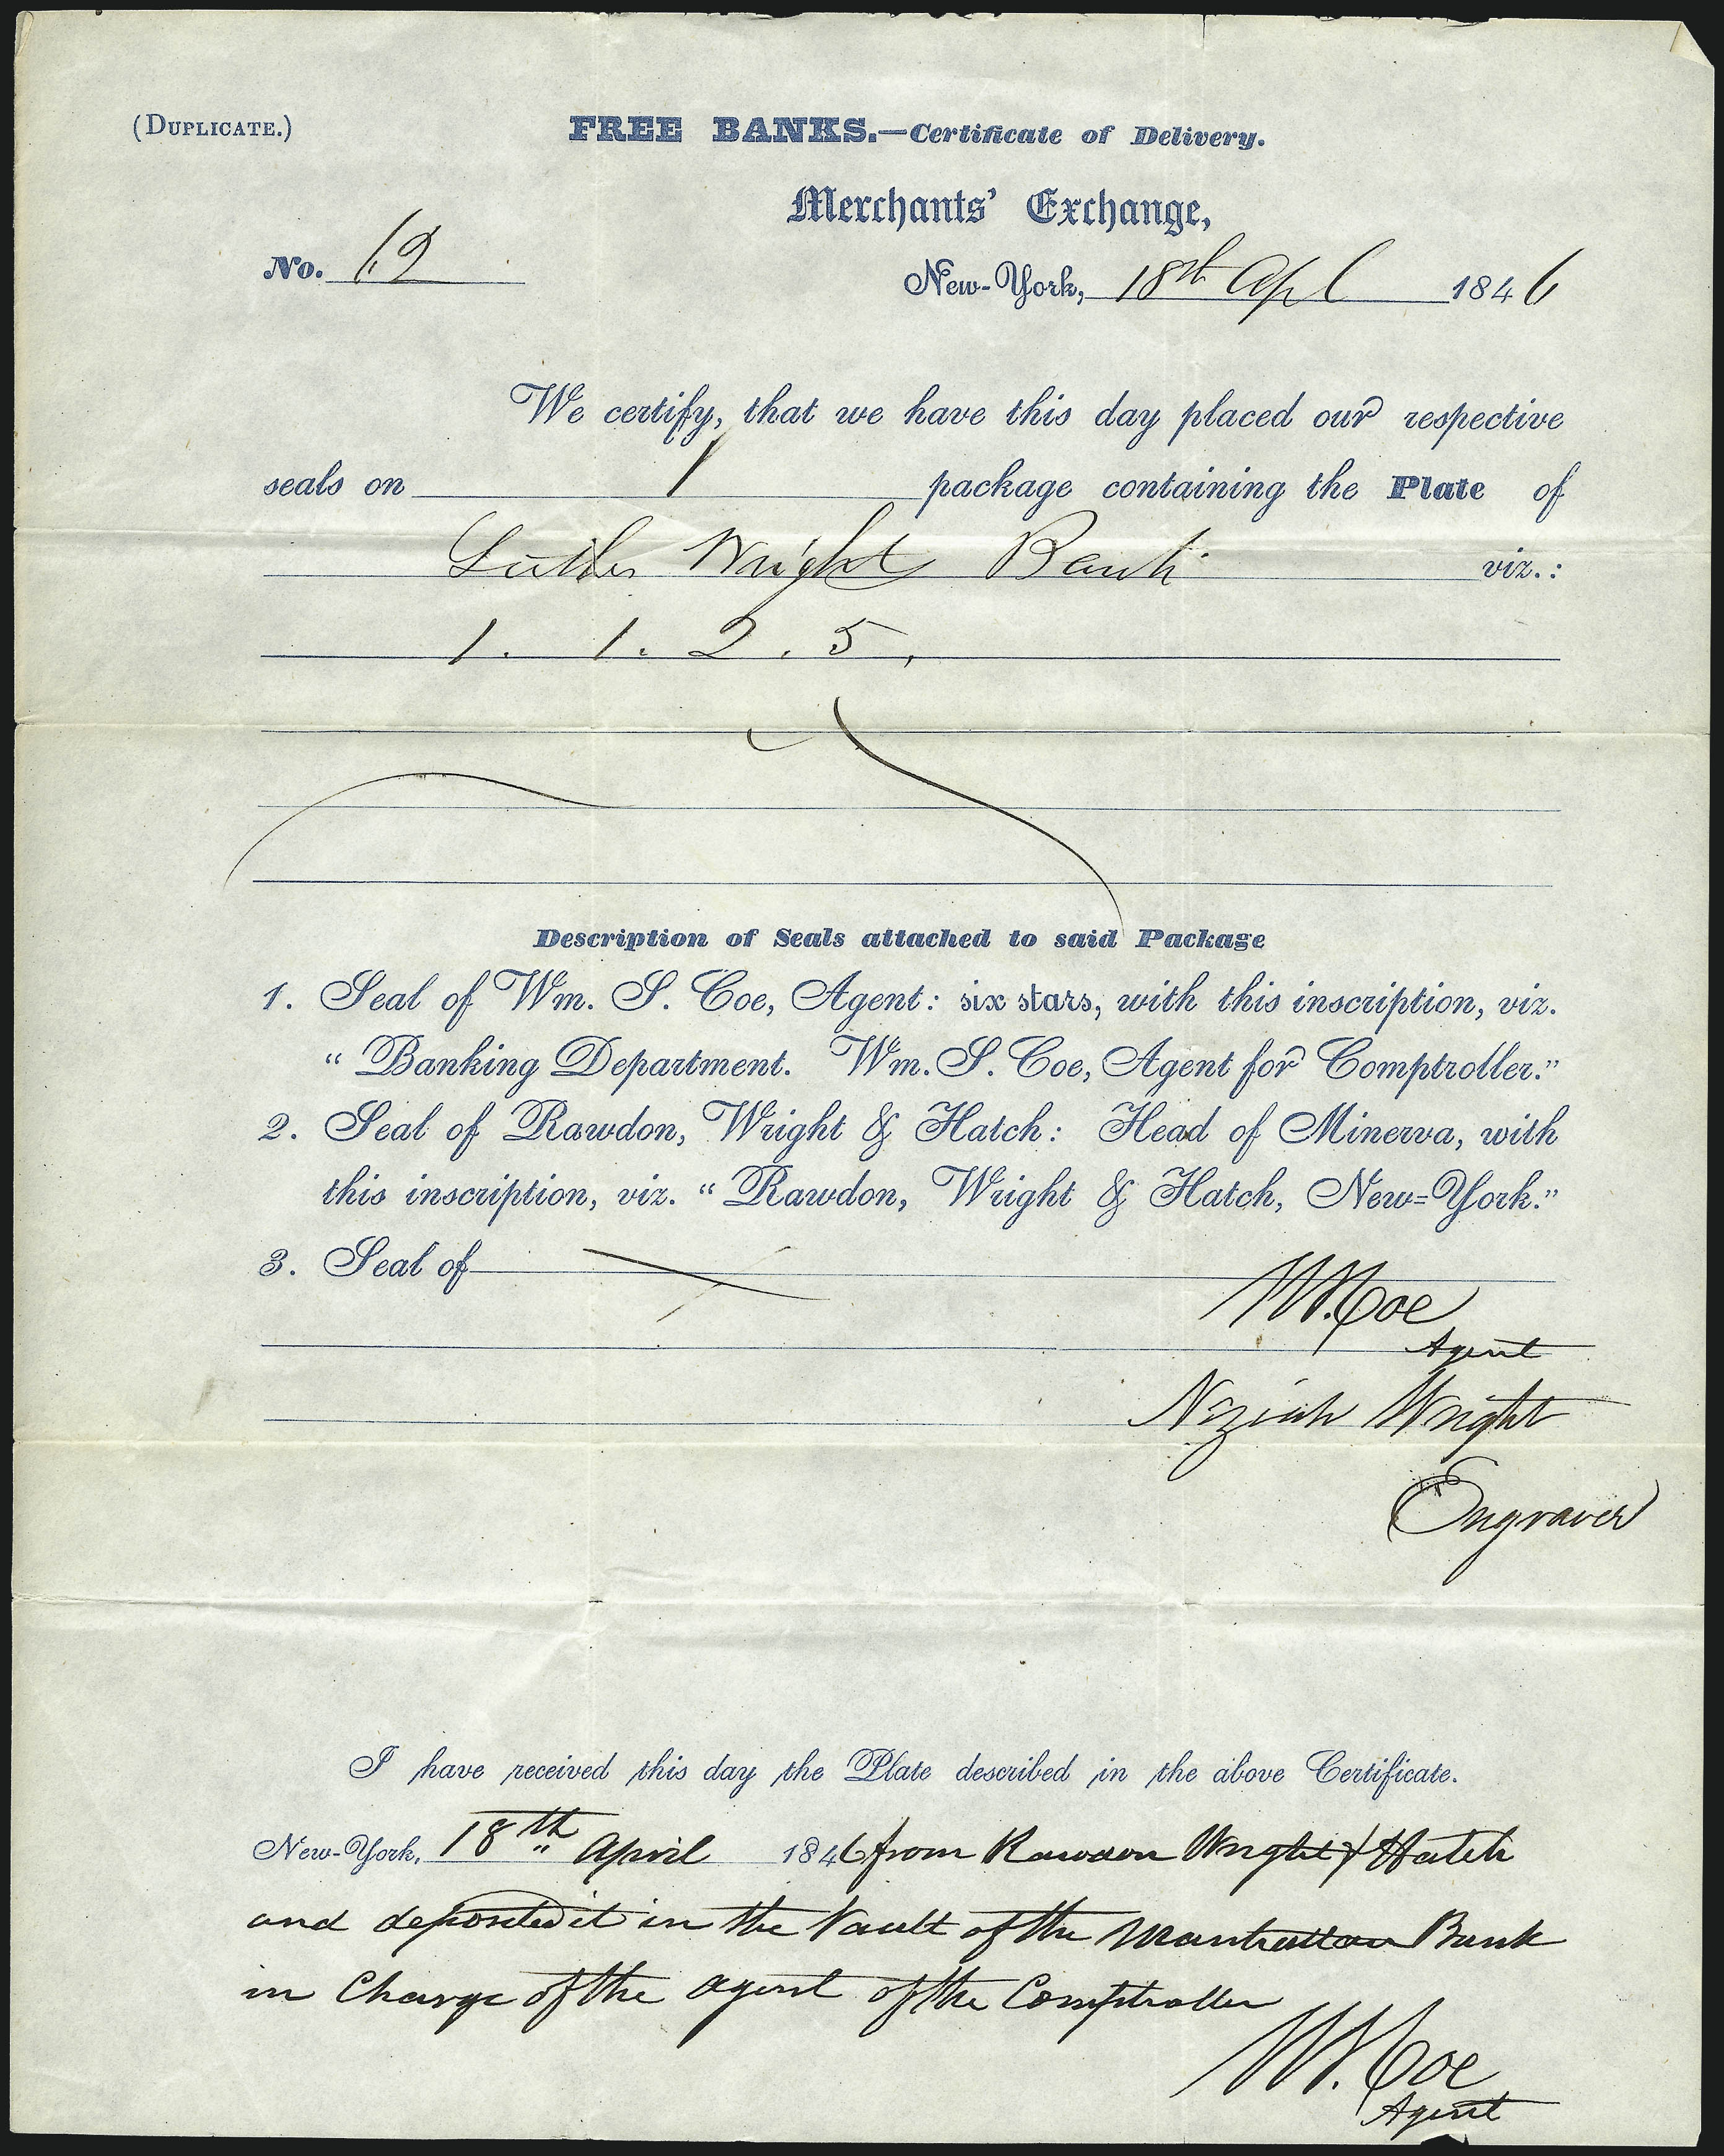 (DUPLICATE.)
FREE BANKS.—Certificate of Delivery.
Merchants' Exchange,
No. 62
New-York, 18th Apl 1846
We certify, that we have this day placed our respective
seals on 1 package containing the Plate of
Luther Wright Bank viz.:
1. 1. 2. 5,
Description of Seals attached to said Package
1. Seal of Wm. S. Coe, Agent: six stars, with this inscription, viz.
“Banking Department. Wm. S. Coe, Agent for Comptroller.”
2. Seal of Rawdon, Wright & Hatch: Head of Minerva, with
this inscription, viz. “Rawdon, Wright & Hatch, New=York.”
3. Seal of
W.S. Coe
Agent
Neziah Wright
Engraver
I have received this day the Plate described in the above Certificate.
New-York, 18th April 1846 from Rawdon Wright & Hatch
and deposited it in the Vault of the Manhattan Bank
in Charge of the agent of the Comptroller
W.S. Coe
Agent